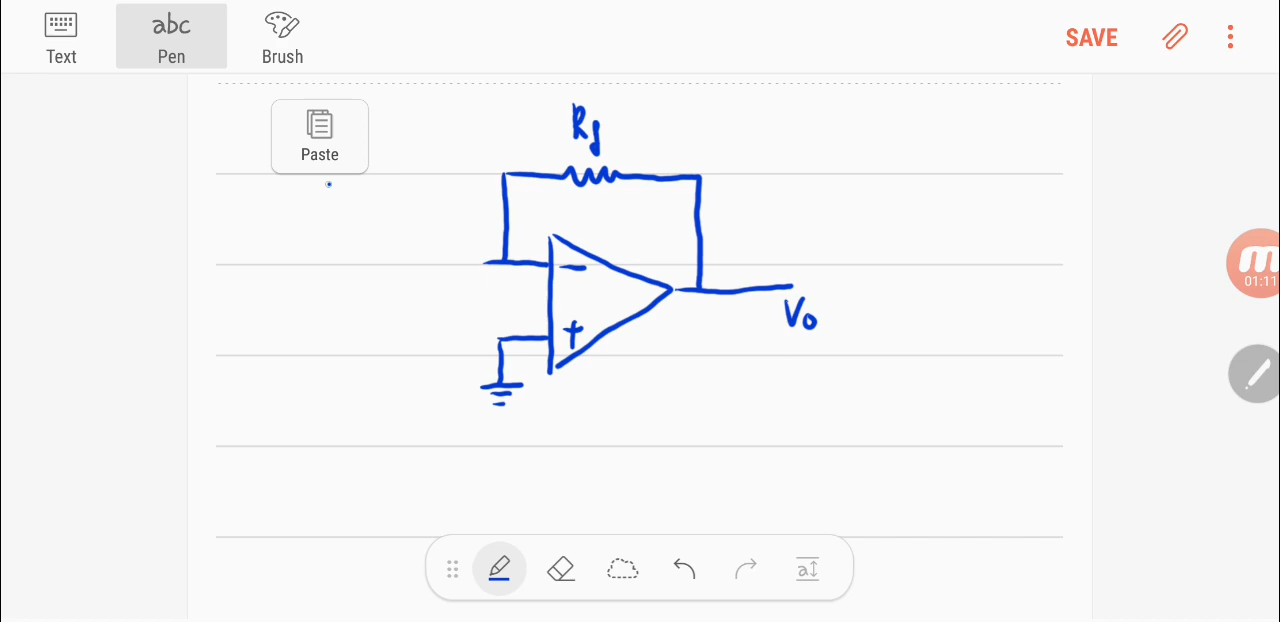 Text
abc
Pen
Brush
SAVE
Paste
Rf
−
+
Vo
01:11
a